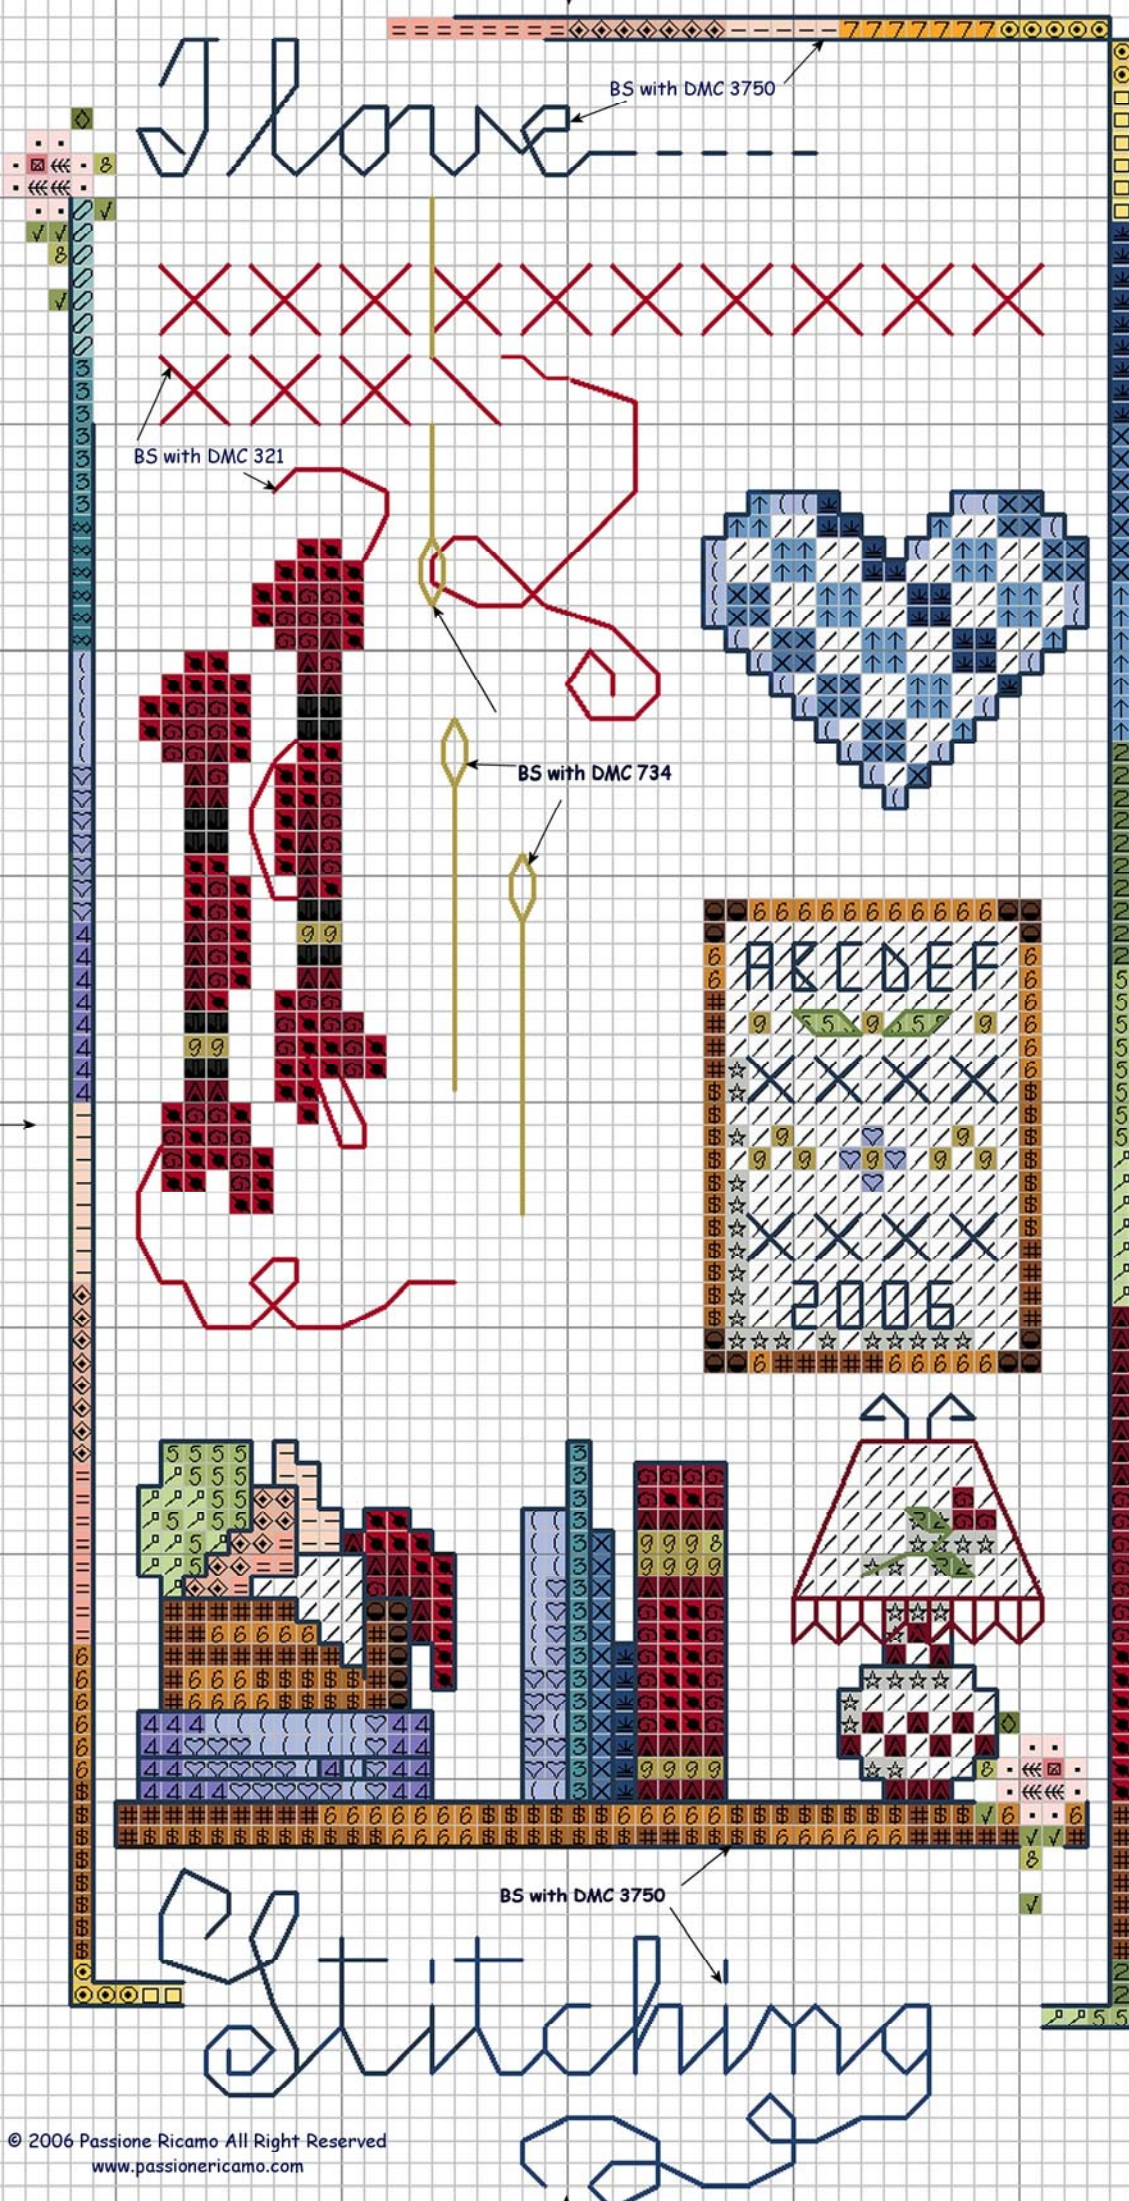 BS with DMC 3750
I love
BS with DMC 321
BS with DMC 734
ABCDEF
2006
BS with DMC 3750
Stitching
© 2006 Passione Ricamo All Right Reserved
www.passionericamo.com